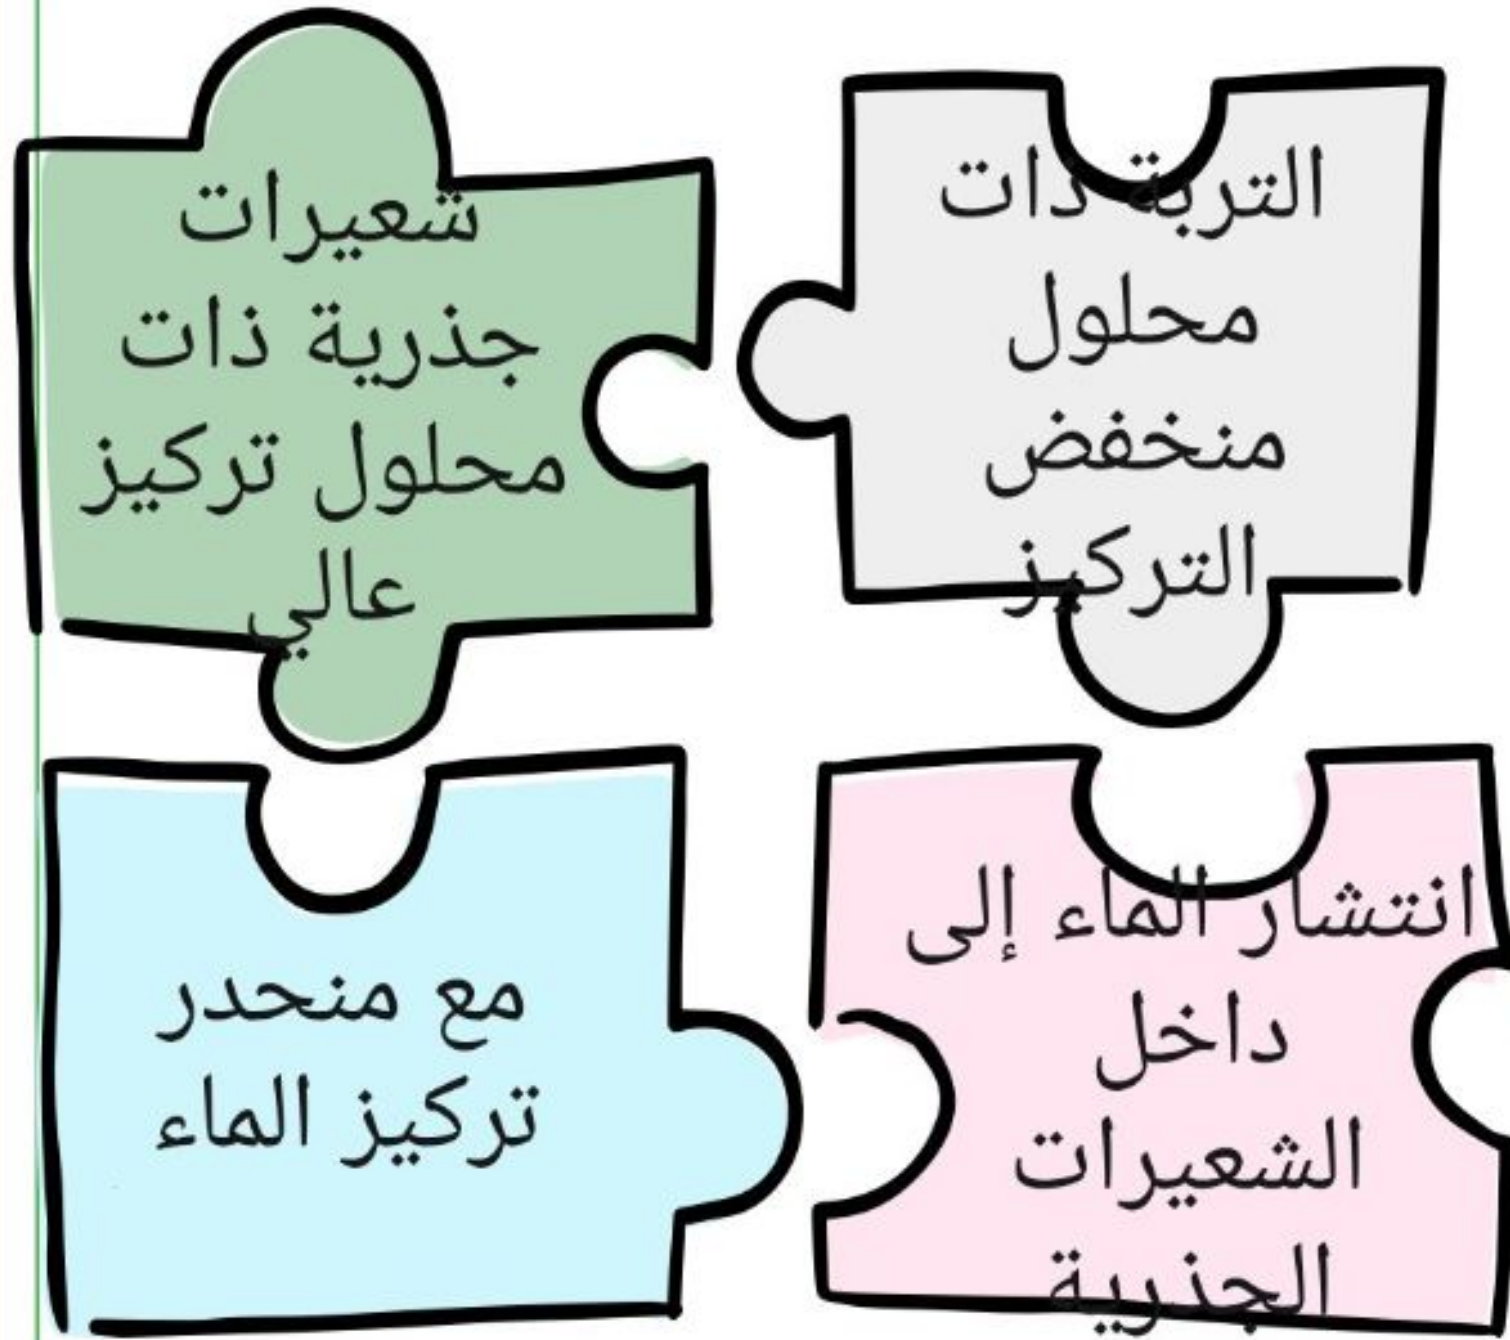 التربة ذات
محلول
منخفض
التركيز
شعيرات
جذرية ذات
محلول تركيز
عالي
انتشار الماء إلى
داخل
الشعيرات
الجذرية
مع منحدر
تركيز الماء